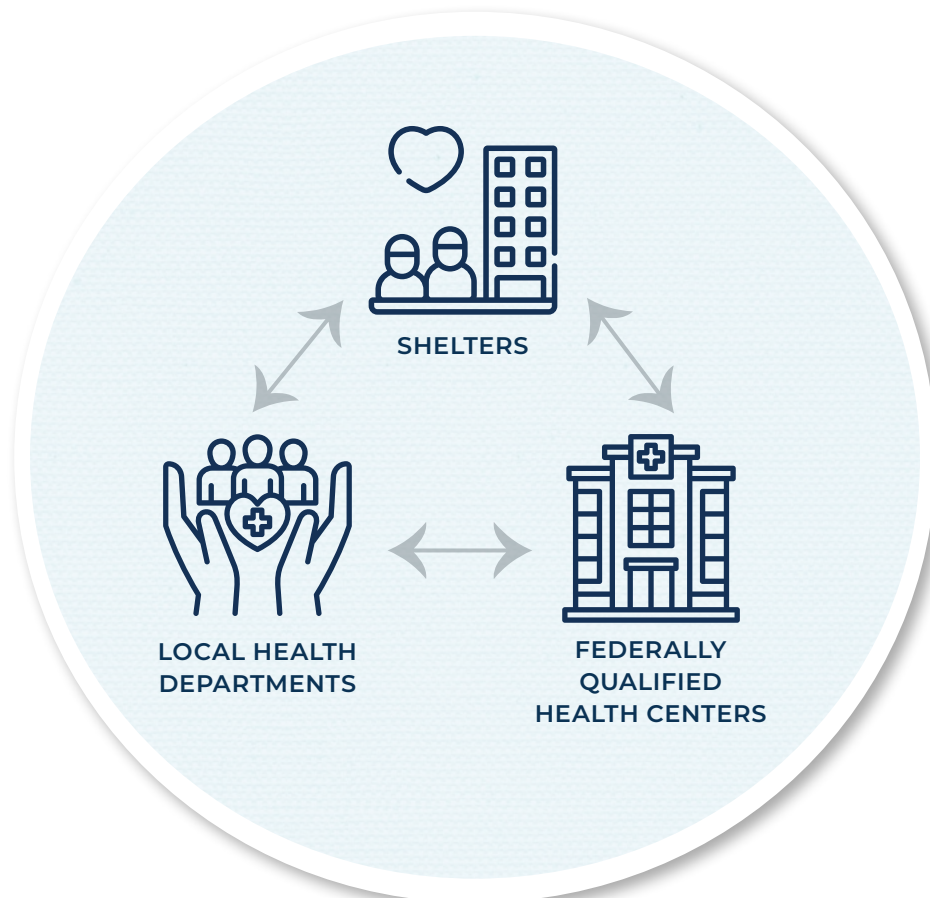 SHELTERS
LOCAL HEALTH
DEPARTMENTS
FEDERALLY
QUALIFIED
HEALTH CENTERS